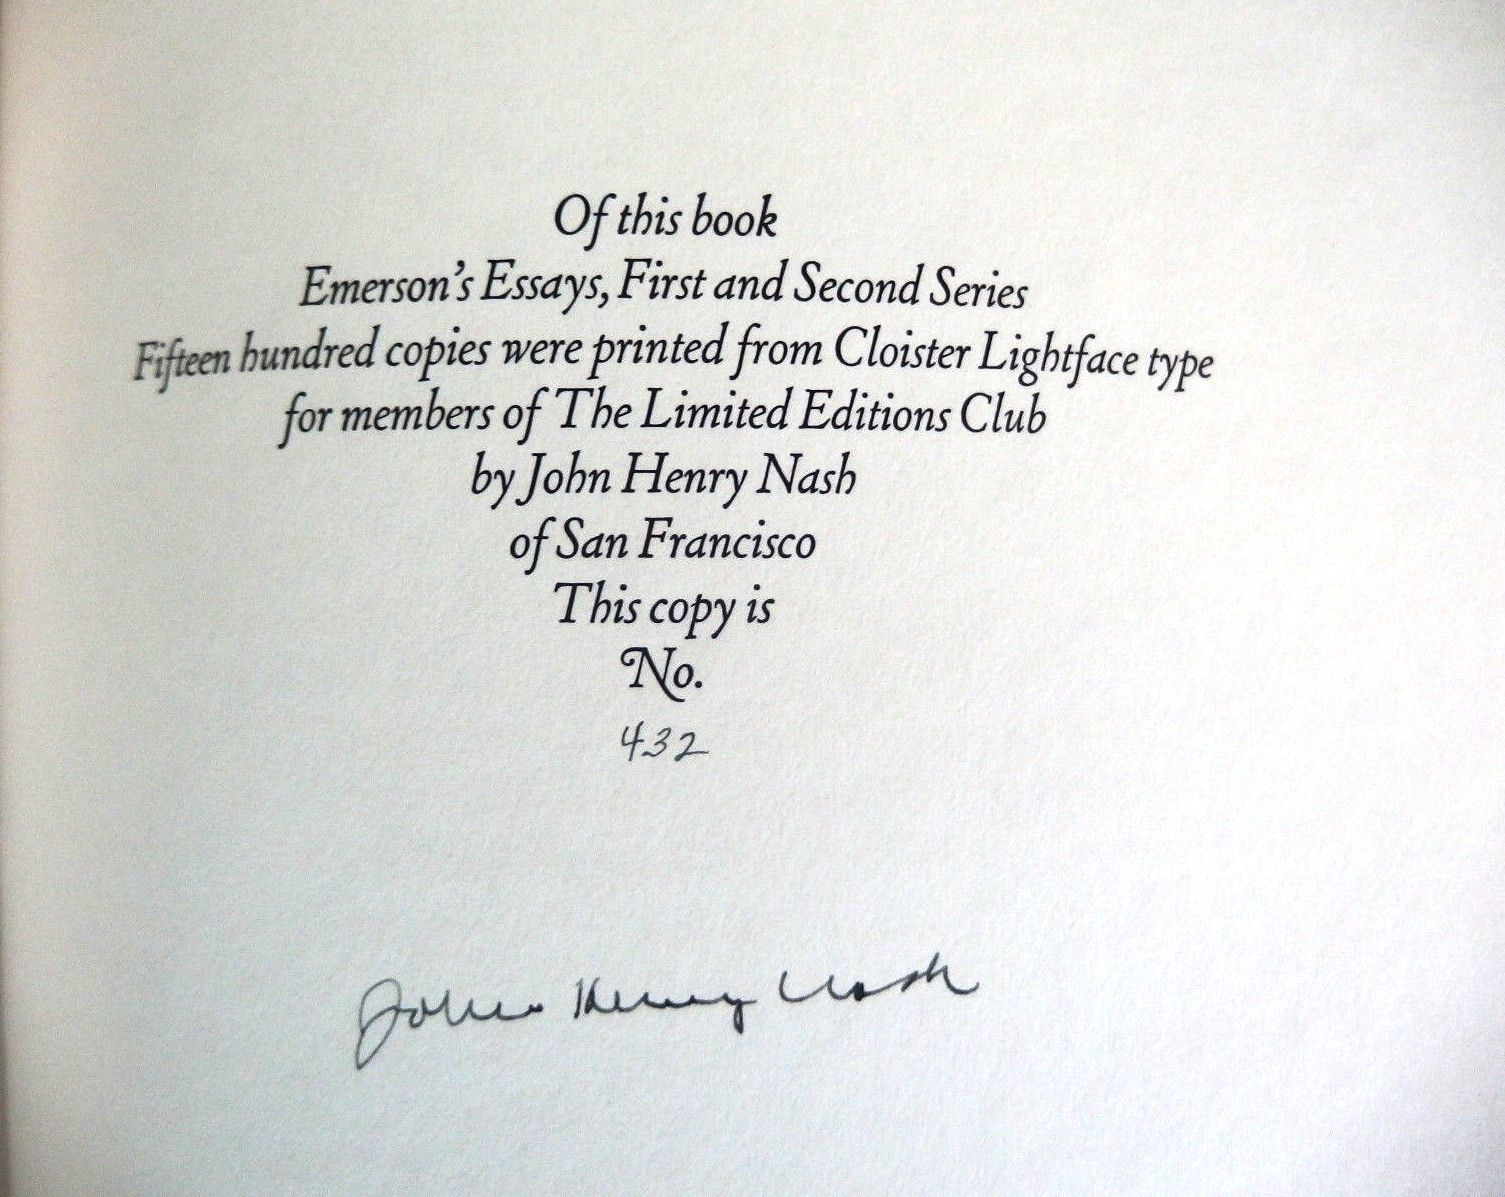 Of this book
Emerson's Essays, First and Second Series
Fifteen hundred copies were printed from Cloister Lightface type
for members of The Limited Editions Club
by John Henry Nash
of San Francisco
This copy is
No.
432
John Henry Nash